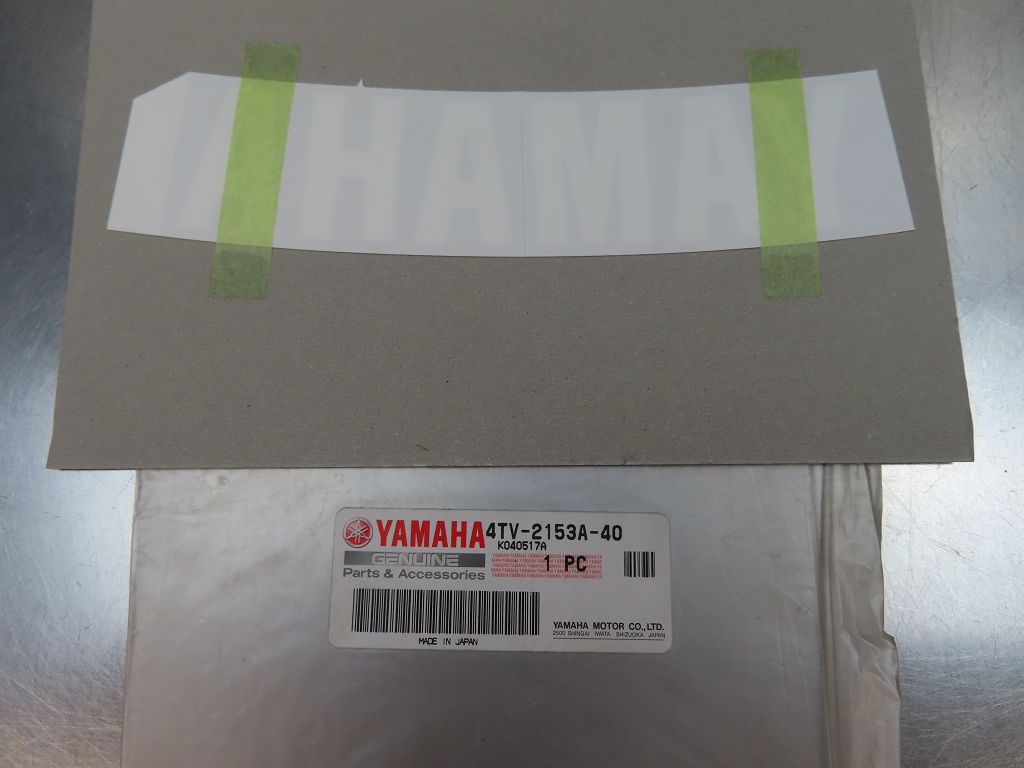 AHAMAY
YAMAHA 4TV-2153A-40
K040517A
GENUINE
1 PC
Parts & Accessories
YAMAHA MOTOR CO.,LTD.
2500 SHINGAI IWATA SHIZUOKA JAPAN
MADE IN JAPAN